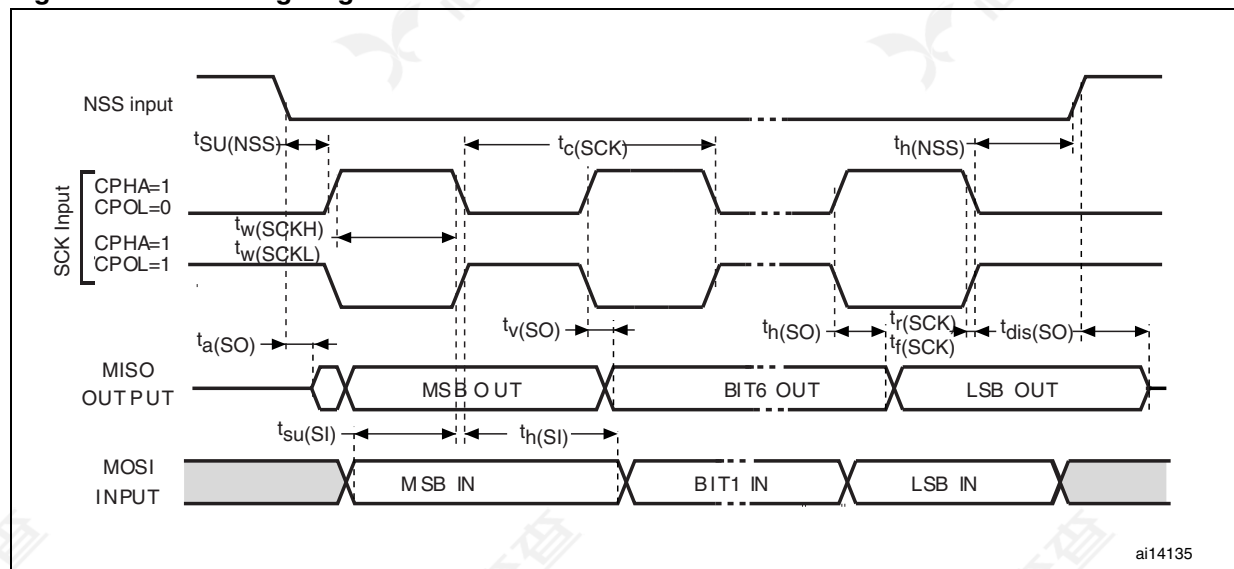 NSS input
tSU(NSS)
tc(SCK)
th(NSS)
SCK Input
CPHA=1
CPOL=0
tw(SCKH)
CPHA=1
tw(SCKL)
CPOL=1
tv(SO)
th(SO)
tr(SCK)
tf(SCK)
tdis(SO)
ta(SO)
MISO
OUTPUT
MSB OUT
BIT6 OUT
LSB OUT
tsu(SI)
th(SI)
MOSI
INPUT
MSB IN
BIT1 IN
LSB IN
ai14135